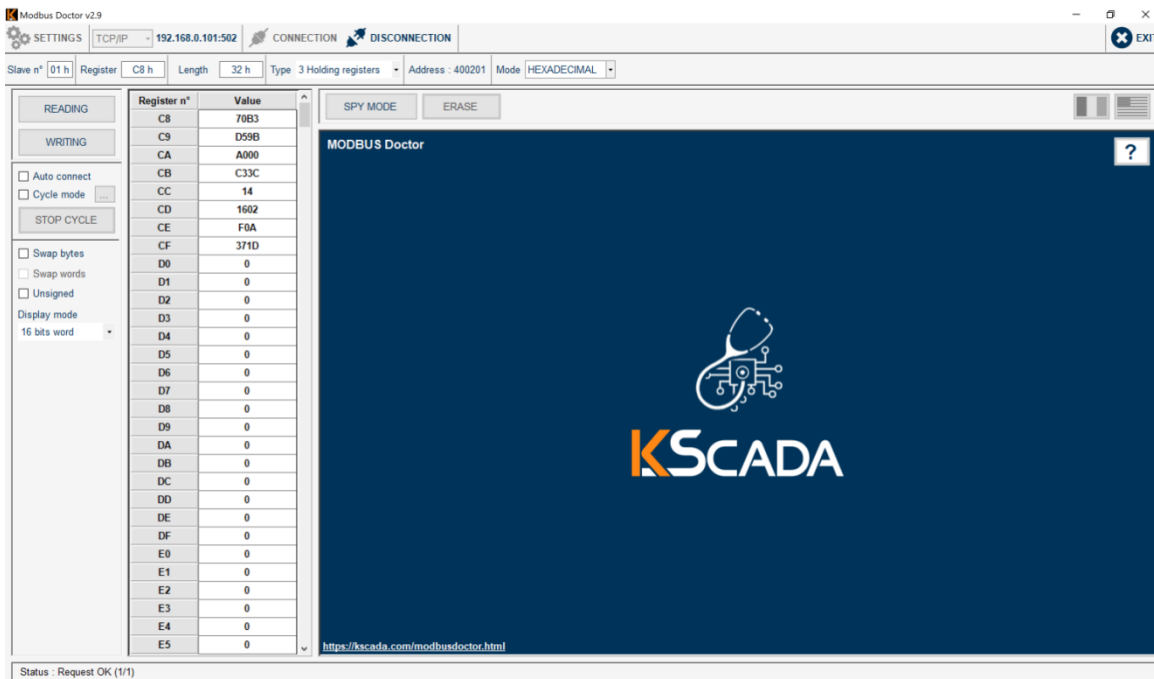 Modbus Doctor v2.9
SETTINGS TCP/IP 192.168.0.101:502 CONNECTION DISCONNECTION EXIT
Slave n° 01 h Register C8 h Length 32 h Type 3 Holding registers Address : 400201 Mode HEXADECIMAL
READING
WRITING
Auto connect
Cycle mode ...
STOP CYCLE
Swap bytes
Swap words
Unsigned
Display mode
16 bits word
Register n° Value
C8 70B3
C9 D59B
CA A000
CB C33C
CC 14
CD 1602
CE F0A
CF 371D
D0 0
D1 0
D2 0
D3 0
D4 0
D5 0
D6 0
D7 0
D8 0
D9 0
DA 0
DB 0
DC 0
DD 0
DE 0
DF 0
E0 0
E1 0
E2 0
E3 0
E4 0
E5 0
SPY MODE ERASE
MODBUS Doctor
?
KSCADA
https://kscada.com/modbusdoctor.html
Status : Request OK (1/1)